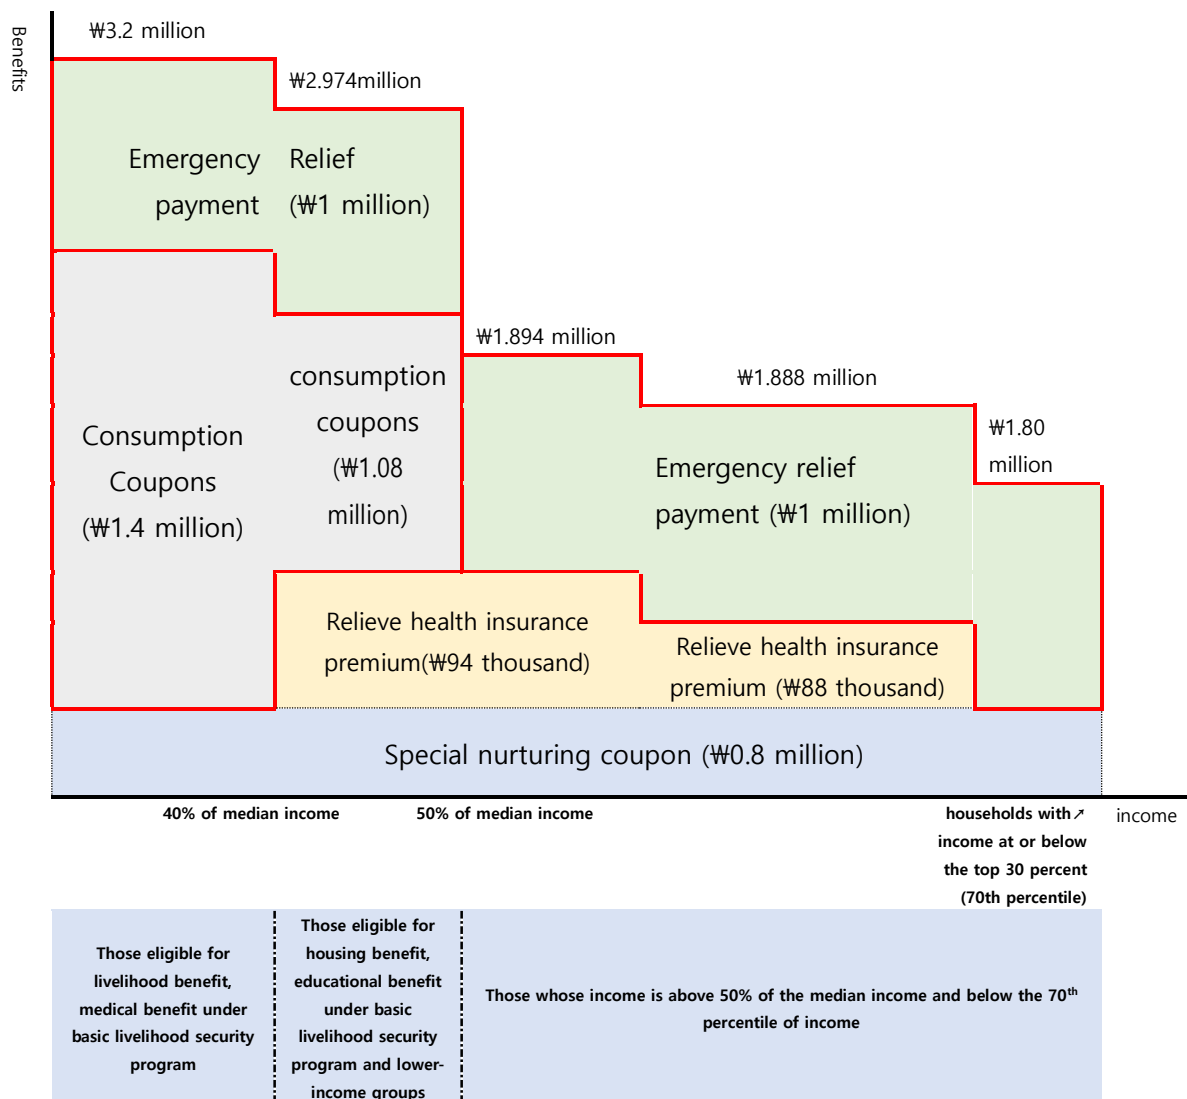 Benefits
₩3.2 million
₩2.974million
Emergency
payment
Relief
(₩1 million)
₩1.894 million
₩1.888 million
₩1.80
million
consumption
coupons
(₩1.08
million)
Consumption
Coupons
(₩1.4 million)
Emergency relief
payment (₩1 million)
Relieve health insurance
premium(₩94 thousand)
Relieve health insurance
premium (₩88 thousand)
Special nurturing coupon (₩0.8 million)
40% of median income
50% of median income
households with↗
income at or below
the top 30 percent
(70th percentile)
income
Those eligible for
livelihood benefit,
medical benefit under
basic livelihood security
program
Those eligible for
housing benefit,
educational benefit
under basic
livelihood security
program and lower-
income groups
Those whose income is above 50% of the median income and below the 70th
percentile of income